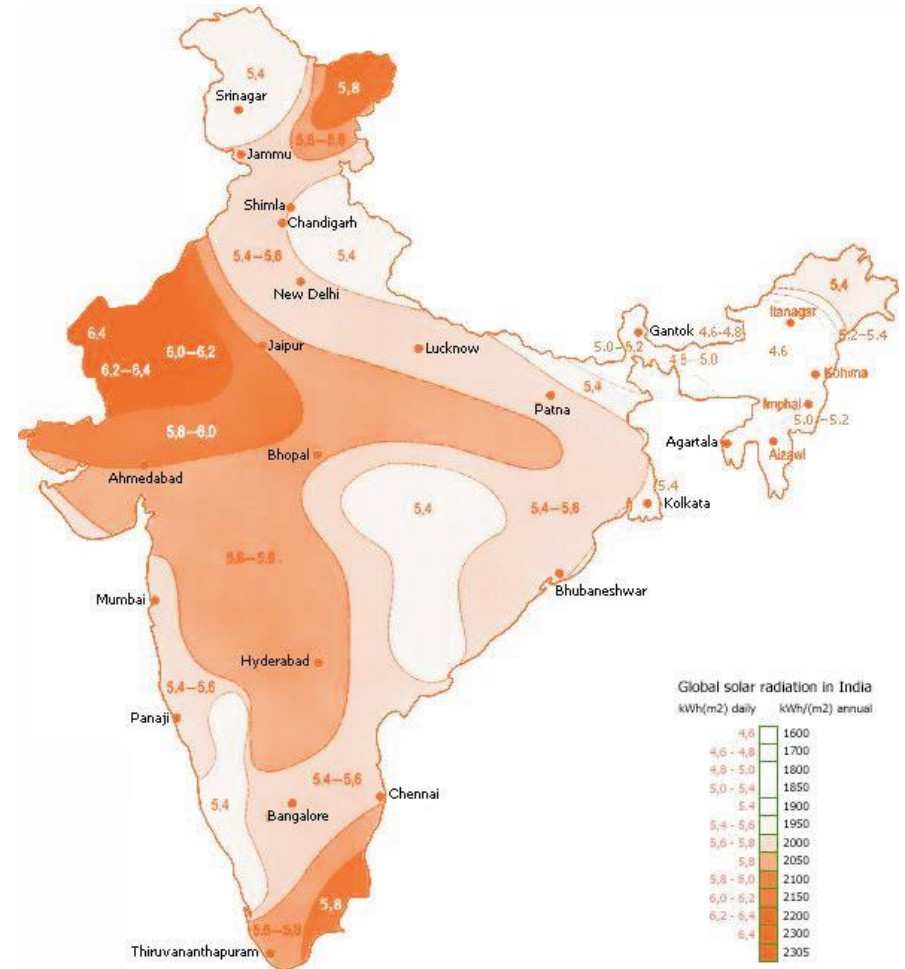 5,4
Srinagar
5,8
5,6–5,8
Jammu
Shimla
Chandigarh
5,4–5,6
5,4
New Delhi
5,4
Itanagar
Gantok
4.6-4.8
5.2-5.4
5.0-5.2
4.8-5.0
4.6
6,4
6,0–6,2
Jaipur
Lucknow
6,2–6,4
Kohima
5,4
Patna
Imphal
5.0-5.2
5,8–6,0
Agartala
Aizawl
Bhopal
Ahmedabad
5.4
Kolkata
5,4
5,4–5,6
5,6–5,8
Bhubaneshwar
Mumbai
Hyderabad
5,4–5,6
Panaji
5,4–5,6
Chennai
5,4
Bangalore
5,8
5,6–5,8
Thiruvananthapuram
Global solar radiation in India
kWh(m2) daily kWh/(m2) annual
4,6 1600
4,6 - 4,8 1700
4,8 - 5.0 1800
5,0 - 5,4 1850
5.4 1900
5,4 - 5,6 1950
5,6 - 5,8 2000
5,8 2050
5,8 - 6,0 2100
6,0 - 6,2 2150
6,2 - 6,4 2200
6,4 2300
2305